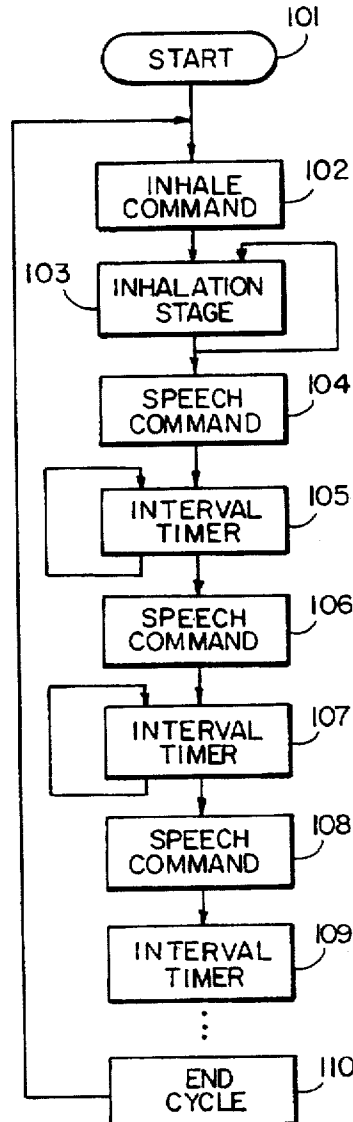 101
START
102
INHALE
COMMAND
103
INHALATION
STAGE
104
SPEECH
COMMAND
105
INTERVAL
TIMER
106
SPEECH
COMMAND
107
INTERVAL
TIMER
108
SPEECH
COMMAND
109
INTERVAL
TIMER
110
END
CYCLE